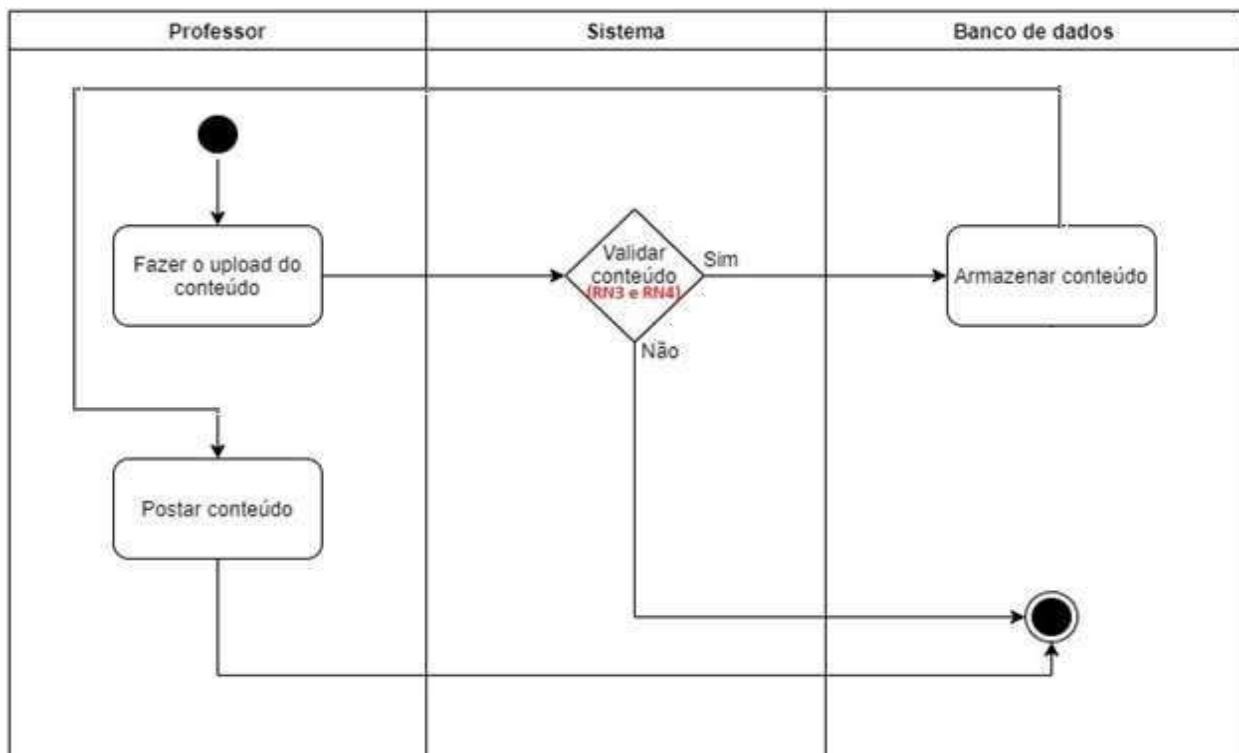 Professor
Sistema
Banco de dados
Fazer o upload do
conteúdo
Validar
conteúdo
(RN3 e RN4)
Sim
Não
Armazenar conteúdo
Postar conteúdo